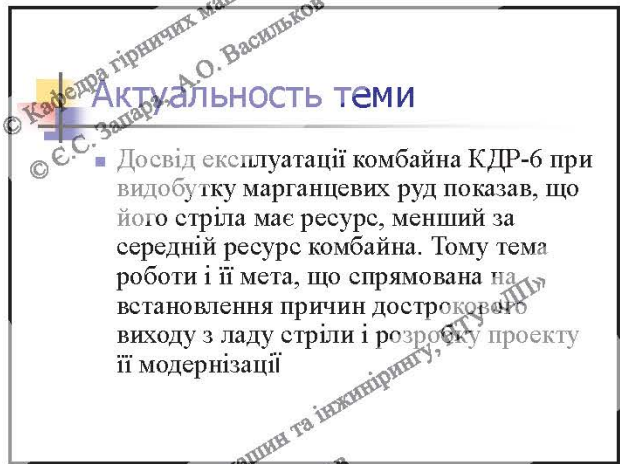 Актуальность теми
Досвід експлуатації комбайна КДР-6 при
видобутку марганцевих руд показав, що
його стріла має ресурс, менший за
середній ресурс комбайна. Тому тема
роботи і її мета, що спрямована на
встановлення причин дострокового
виходу з ладу стріли і розробку проекту
її модернізації
© Кафедра гірничих
© Є.С. Запара, А.О. Васильков
машин та інжинірингу, НТУ «ДП»